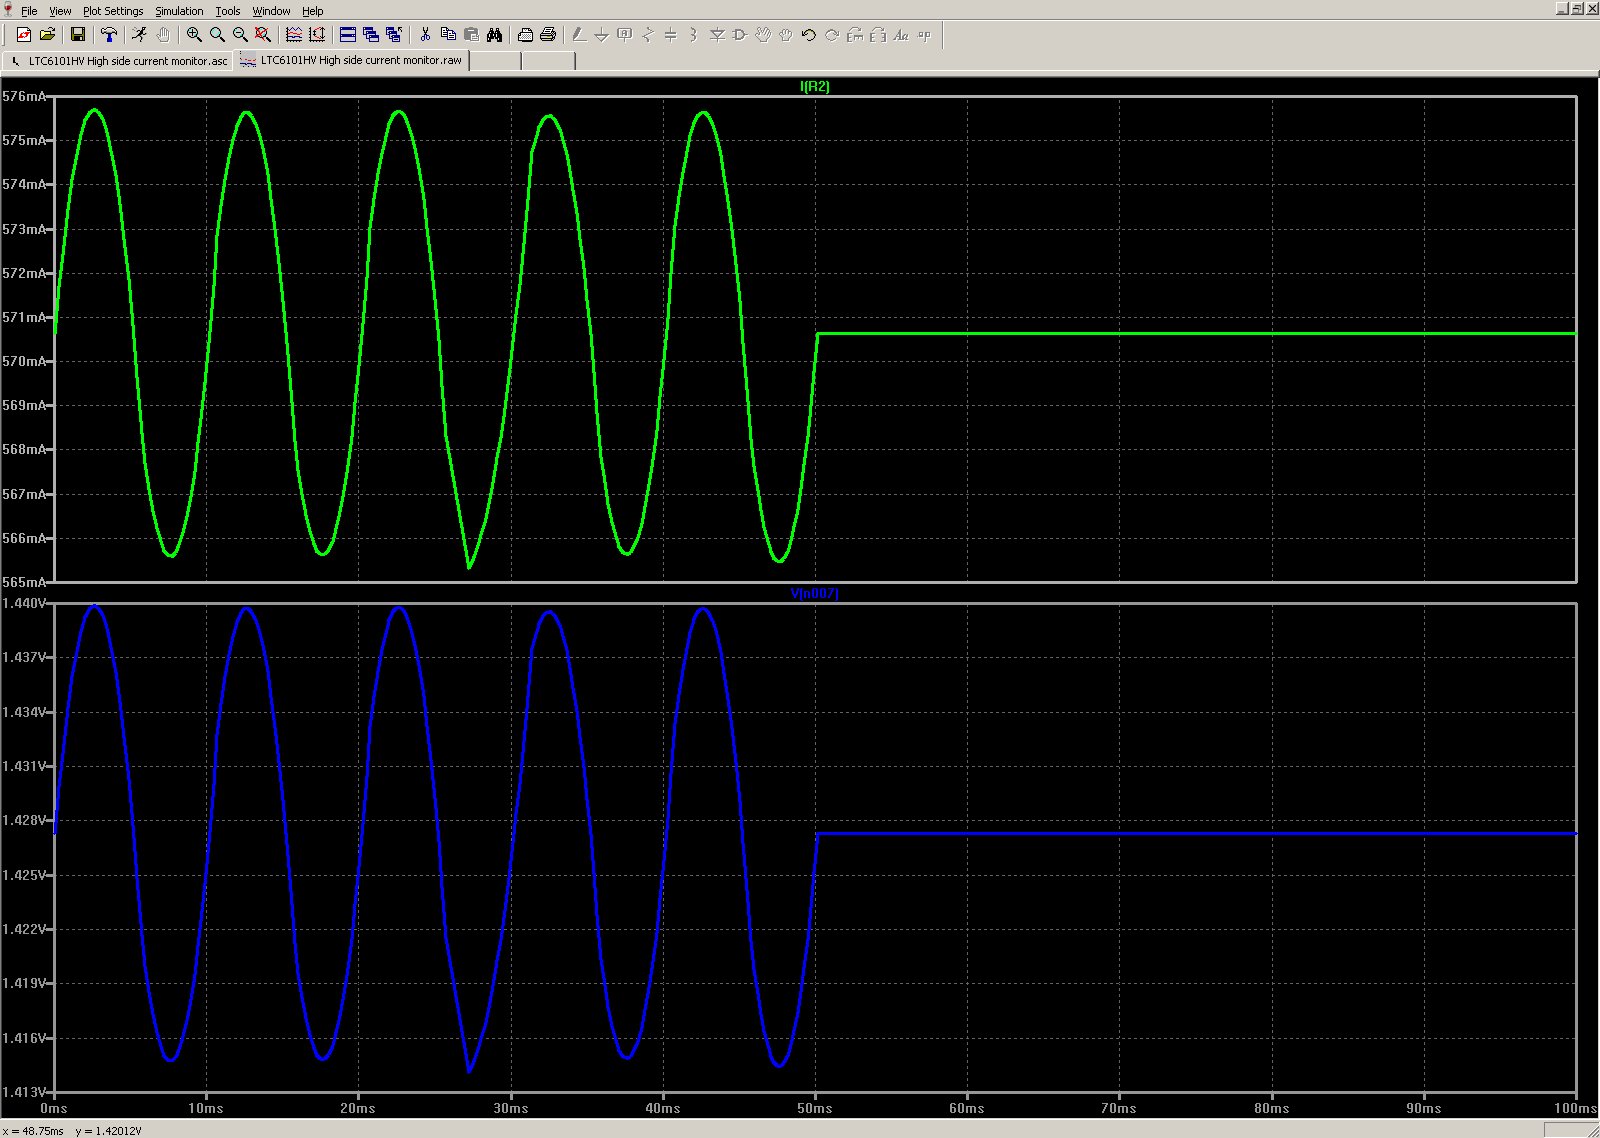 File View Plot Settings Simulation Tools Window Help
LTC6101HV High side current monitor.asc LTC6101HV High side current monitor.raw
I(R2)
576mA
575mA
574mA
573mA
572mA
571mA
570mA
569mA
568mA
567mA
566mA
565mA
V(n007)
1.440V
1.437V
1.434V
1.431V
1.428V
1.425V
1.422V
1.419V
1.416V
1.413V
0ms 10ms 20ms 30ms 40ms 50ms 60ms 70ms 80ms 90ms 100ms
x = 48.75ms y = 1.42012V